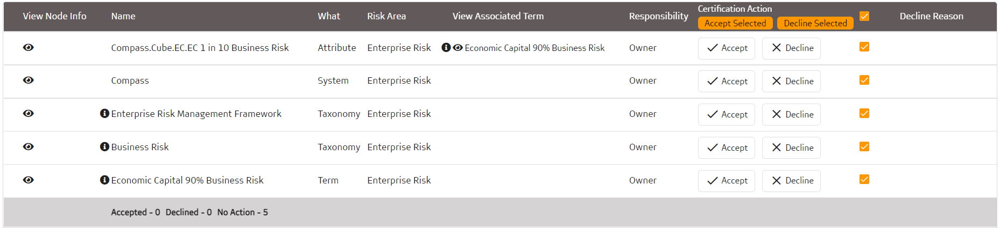 View Node Info Name What Risk Area View Associated Term Responsibility Certification Action Decline Reason
Accept Selected Decline Selected
Compass.Cube.EC.EC 1 in 10 Business Risk Attribute Enterprise Risk Economic Capital 90% Business Risk Owner Accept Decline
Compass System Enterprise Risk Owner Accept Decline
Enterprise Risk Management Framework Taxonomy Enterprise Risk Owner Accept Decline
Business Risk Taxonomy Enterprise Risk Owner Accept Decline
Economic Capital 90% Business Risk Term Enterprise Risk Owner Accept Decline
Accepted - 0 Declined - 0 No Action - 5